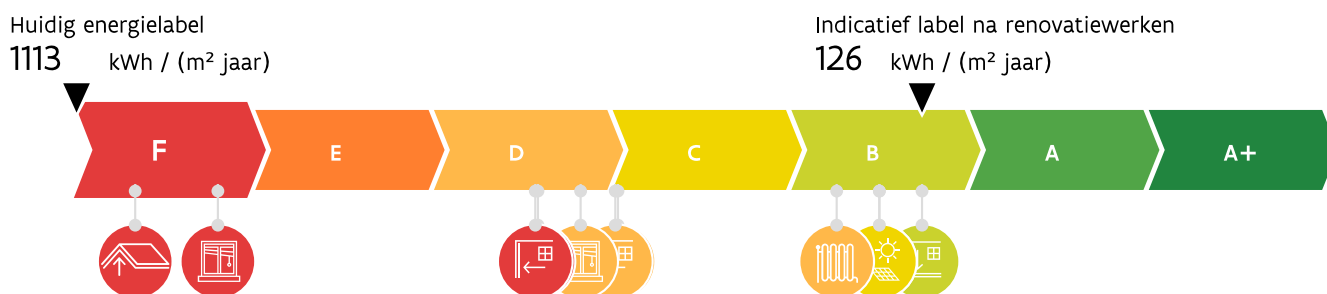 Huidig energielabel
1113 kWh / (m² jaar)
Indicatief label na renovatiewerken
126 kWh / (m² jaar)
F E D C B A A+